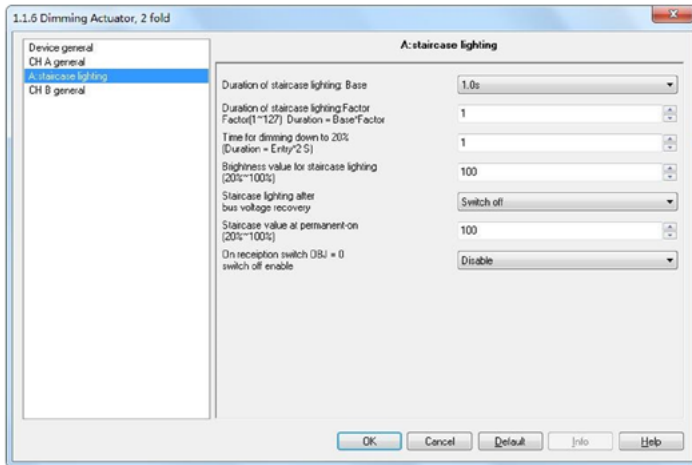 1.1.6 Dimming Actuator, 2 fold
Device general
CH A general
A:staircase lighting
CH B general
A:staircase lighting
Duration of staircase lighting: Base
1.0s
Duration of staircase lighting:Factor
Factor(1~127) Duration = Base*Factor
1
Time for dimming down to 20%
(Duration = Entry*2 S)
1
Brightness value for staircase lighting
(20%~100%)
100
Staircase lighting after
bus voltage recovery
Switch off
Staircase value at permanent-on
(20%~100%)
100
On receiption switch OBJ = 0
switch off enable
Disable
OK
Cancel
Default
Info
Help